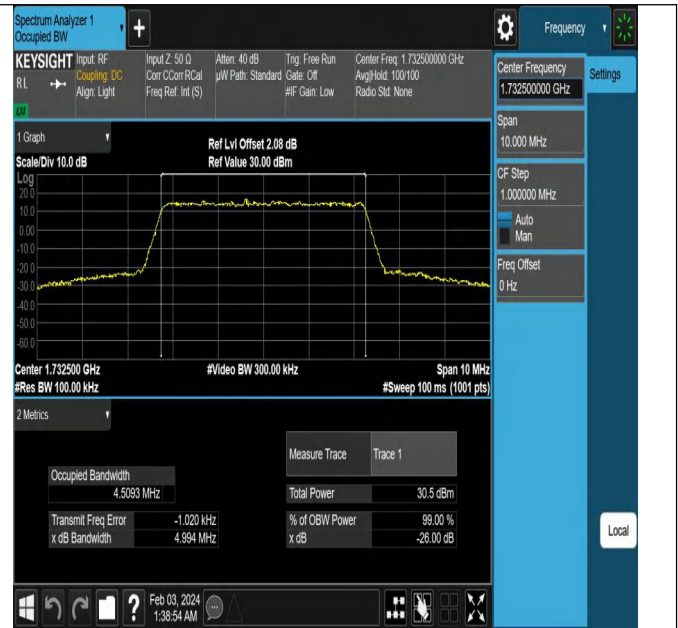 Spectrum Analyzer 1
Occupied BW
+
Frequency
KEYSIGHT
RL
Input: RF
Coupling: DC
Align: Light
Input Z: 50 Ω
Corr CCorr RCal
Freq Ref: Int (S)
Atten: 40 dB
µW Path: Standard
Trig: Free Run
Gate: Off
#IF Gain: Low
Center Freq: 1.732500000 GHz
Avg|Hold: 100/100
Radio Std: None
Center Frequency
1.732500000 GHz
Settings
Span
10.000 MHz
CF Step
1.000000 MHz
Auto
Man
Freq Offset
0 Hz
Local
1 Graph
Scale/Div 10.0 dB
Ref Lvl Offset 2.08 dB
Ref Value 30.00 dBm
Log
20.0
10.0
0.00
-10.0
-20.0
-30.0
-40.0
-50.0
-60.0
Center 1.732500 GHz
#Video BW 300.00 kHz
Span 10 MHz
#Res BW 100.00 kHz
#Sweep 100 ms (1001 pts)
2 Metrics
Measure Trace
Trace 1
Occupied Bandwidth
4.5093 MHz
Total Power
30.5 dBm
Transmit Freq Error
-1.020 kHz
% of OBW Power
99.00 %
x dB Bandwidth
4.994 MHz
x dB
-26.00 dB
?
Feb 03, 2024
1:38:54 AM